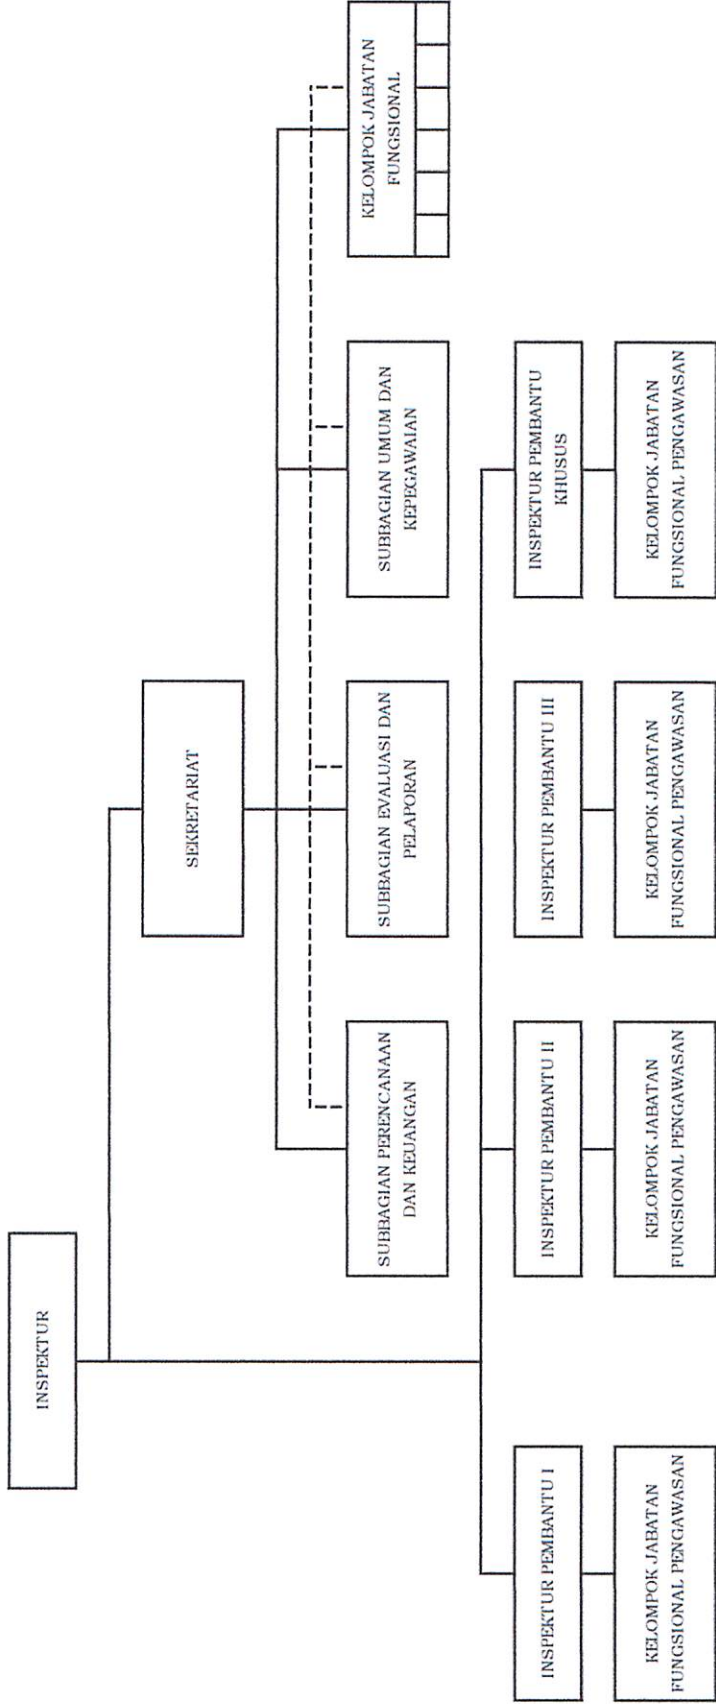 INSPEKTUR
SEKRETARIAT
SUBBAGIAN PERENCANAAN
DAN KEUANGAN
SUBBAGIAN EVALUASI DAN
PELAPORAN
SUBBAGIAN UMUM DAN
KEPEGAWAIAN
KELOMPOK JABATAN
FUNGSIONAL
INSPEKTUR PEMBANTU I
INSPEKTUR PEMBANTU II
INSPEKTUR PEMBANTU III
INSPEKTUR PEMBANTU
KHUSUS
KELOMPOK JABATAN
FUNGSIONAL PENGAWASAN
KELOMPOK JABATAN
FUNGSIONAL PENGAWASAN
KELOMPOK JABATAN
FUNGSIONAL PENGAWASAN
KELOMPOK JABATAN
FUNGSIONAL PENGAWASAN